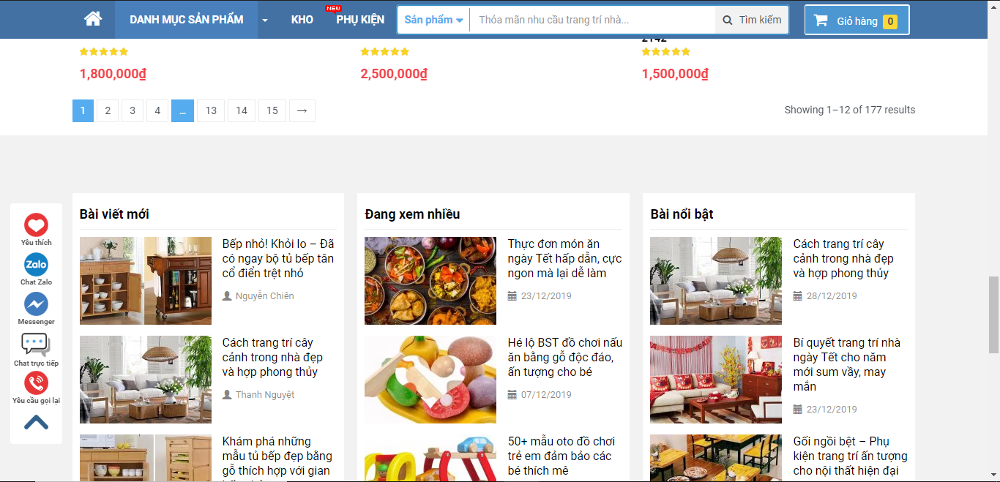 DANH MỤC SẢN PHẨM
KHO
NEW
PHỤ KIỆN
Sản phẩm
Thỏa mãn nhu cầu trang trí nhà...
Tìm kiếm
Giỏ hàng 0
2142
1,800,000₫
2,500,000₫
1,500,000₫
1 2 3 4 ... 13 14 15 →
Showing 1–12 of 177 results
Yêu thích
Zalo
Chat Zalo
Messenger
Chat trực tiếp
Yêu cầu gọi lại
Bài viết mới
Bếp nhỏ! Khỏi lo – Đã
có ngay bộ tủ bếp tân
cổ điển trệt nhỏ
Nguyễn Chiên
Cách trang trí cây
cảnh trong nhà đẹp
và hợp phong thủy
Thanh Nguyệt
Khám phá những
mẫu tủ bếp đẹp bằng
gỗ thích hợp với gian
Đang xem nhiều
Thực đơn món ăn
ngày Tết hấp dẫn, cực
ngon mà lại dễ làm
23/12/2019
Hé lộ BST đồ chơi nấu
ăn bằng gỗ độc đáo,
ấn tượng cho bé
07/12/2019
50+ mẫu oto đồ chơi
trẻ em đảm bảo các
bé thích mê
Bài nổi bật
Cách trang trí cây
cảnh trong nhà đẹp
và hợp phong thủy
28/12/2019
Bí quyết trang trí nhà
ngày Tết cho năm
mới sum vầy, may
mắn
23/12/2019
Gối ngồi bệt – Phụ
kiện trang trí ấn tượng
cho nội thất hiện đại